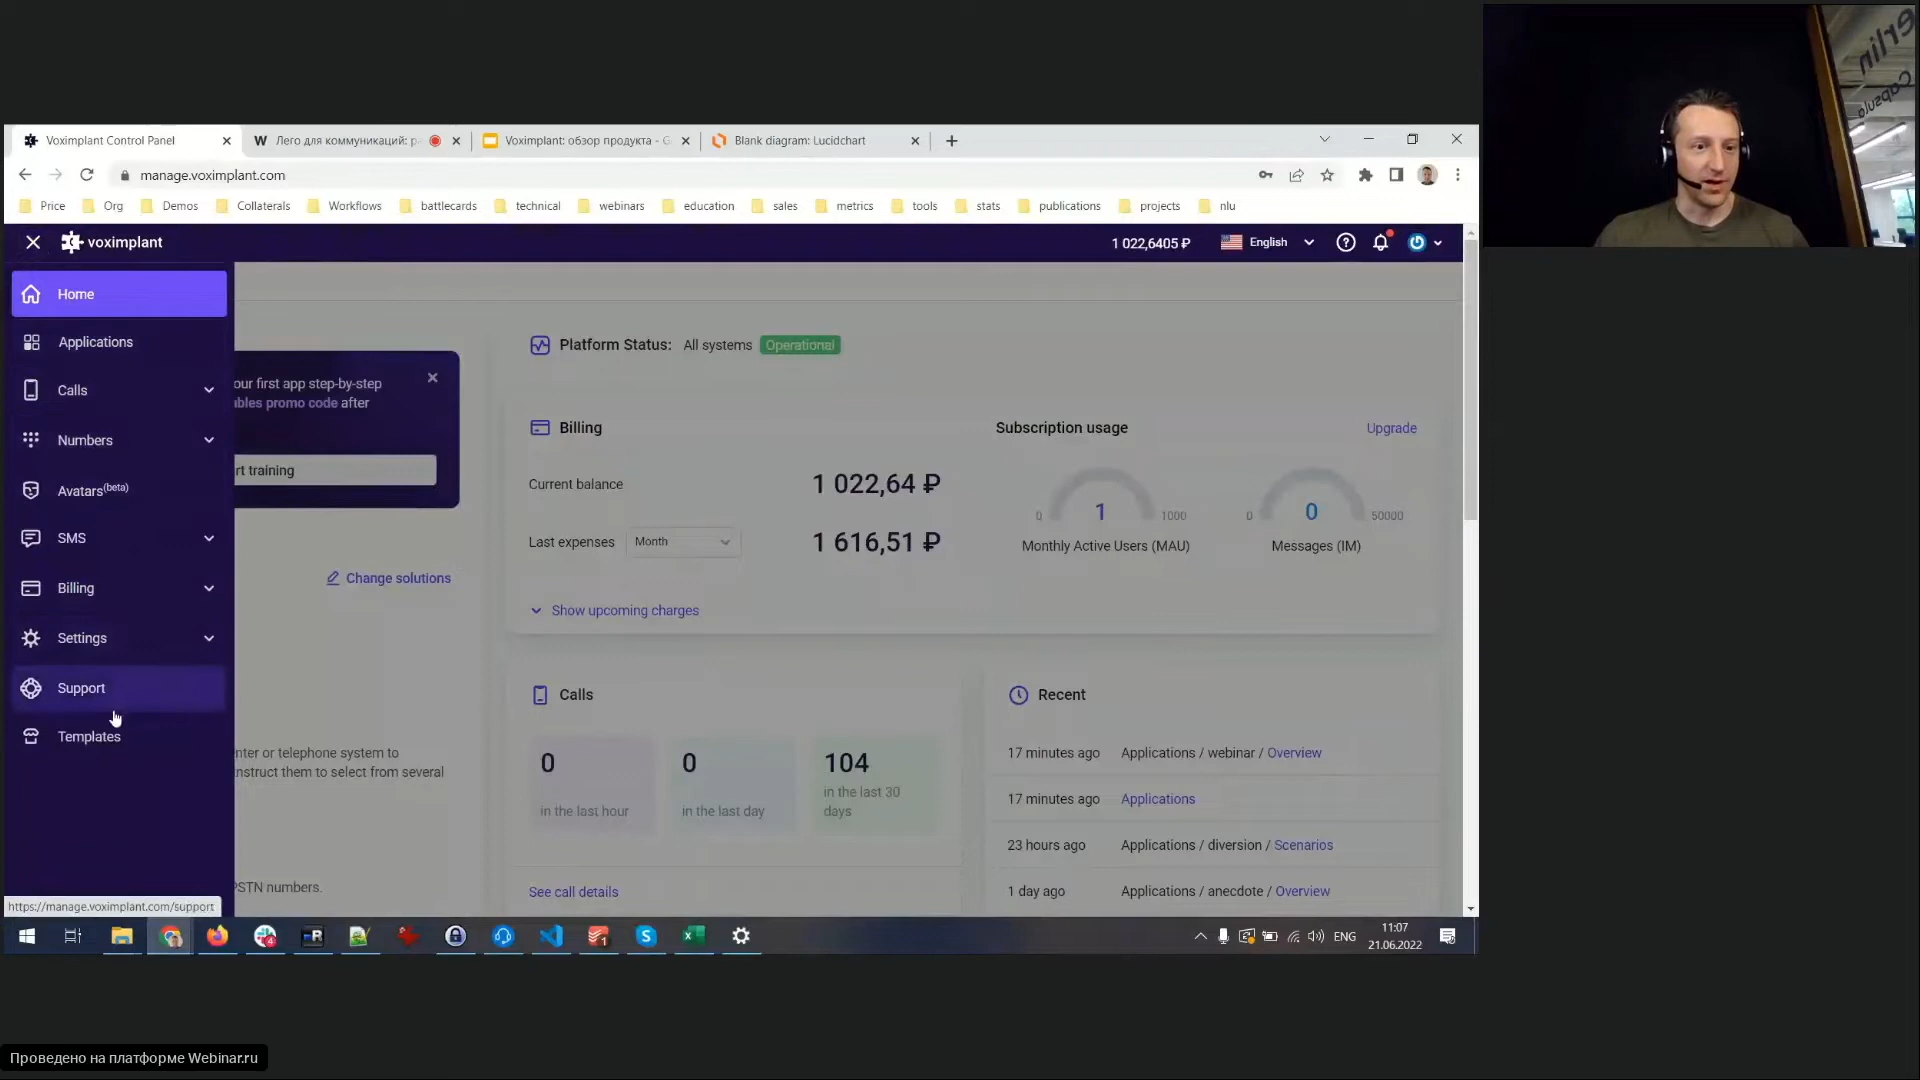 Voximplant Control Panel
Лего для коммуникаций: р
Voximplant: обзор продукта - G
Blank diagram: Lucidchart
manage.voximplant.com
Price Org Demos Collaterals Workflows battlecards technical webinars education sales metrics tools stats publications projects nlu
voximplant
1 022,6405 ₽
English
Home
Applications
Calls
Numbers
Avatars(beta)
SMS
Billing
Settings
Support
Templates
our first app step-by-step
bles promo code after
rt training
Change solutions
nter or telephone system to
nstruct them to select from several
PSTN numbers.
Platform Status: All systems Operational
Billing
Current balance 1 022,64 ₽
Last expenses Month 1 616,51 ₽
Show upcoming charges
Subscription usage Upgrade
0 1 1000
Monthly Active Users (MAU)
0 0 50000
Messages (IM)
Calls
0
in the last hour
0
in the last day
104
in the last 30
days
See call details
Recent
17 minutes ago Applications / webinar / Overview
17 minutes ago Applications
23 hours ago Applications / diversion / Scenarios
1 day ago Applications / anecdote / Overview
https://manage.voximplant.com/support
ENG
11:07
21.06.2022
erlin
Capsula
Проведено на платформе Webinar.ru